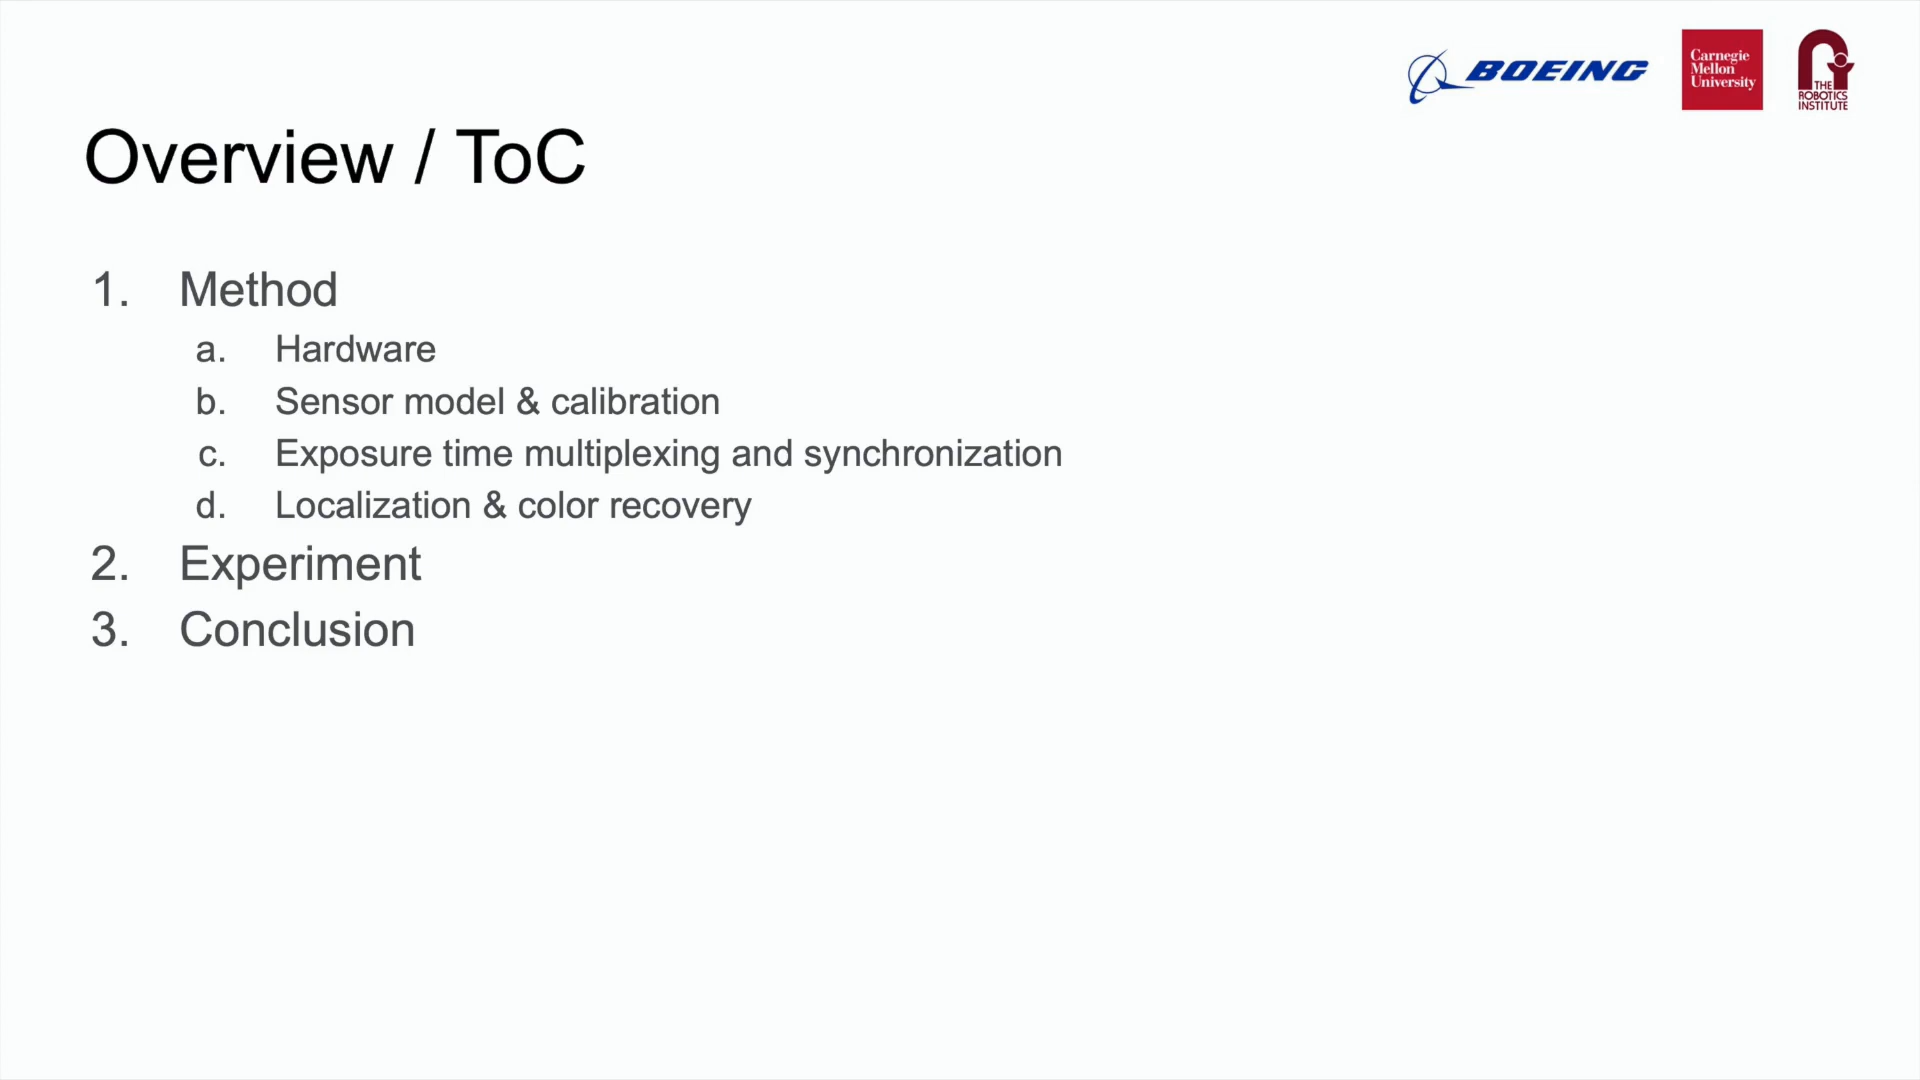 BOEING
Carnegie
Mellon
University
THE
ROBOTICS
INSTITUTE
Overview / ToC
1. Method
a. Hardware
b. Sensor model & calibration
c. Exposure time multiplexing and synchronization
d. Localization & color recovery
2. Experiment
3. Conclusion